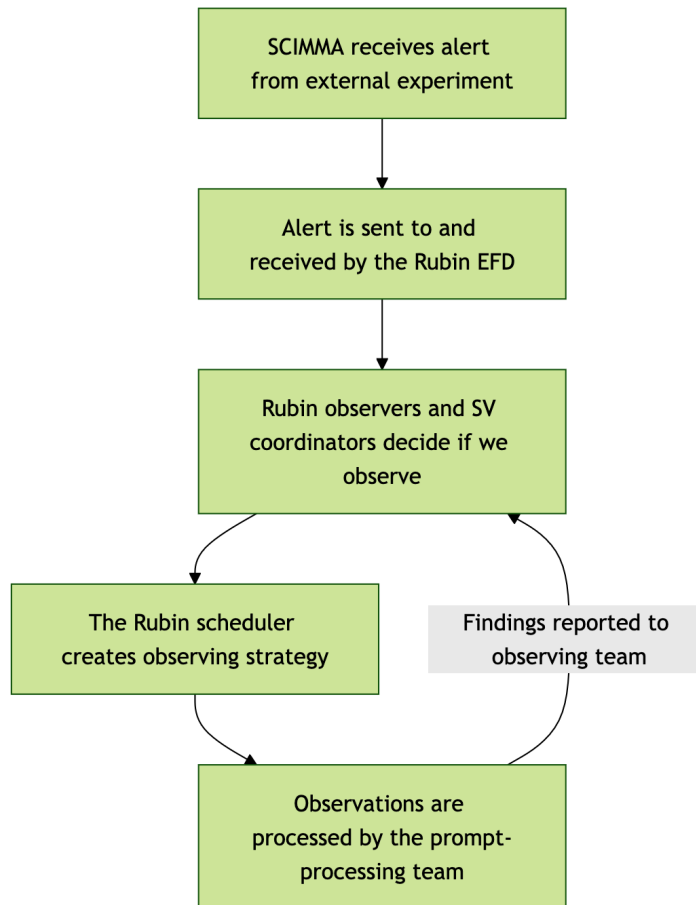 SCIMMA receives alert
from external experiment
Alert is sent to and
received by the Rubin EFD
Rubin observers and SV
coordinators decide if we
observe
The Rubin scheduler
creates observing strategy
Findings reported to
observing team
Observations are
processed by the prompt-
processing team